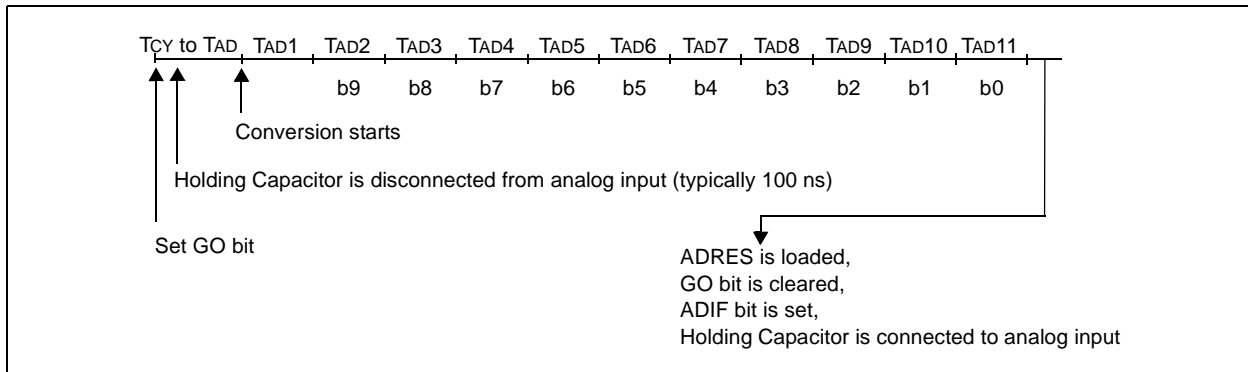 TCY to TAD TAD1 TAD2 TAD3 TAD4 TAD5 TAD6 TAD7 TAD8 TAD9 TAD10 TAD11
b9 b8 b7 b6 b5 b4 b3 b2 b1 b0
Conversion starts
Holding Capacitor is disconnected from analog input (typically 100 ns)
Set GO bit
ADRES is loaded,
GO bit is cleared,
ADIF bit is set,
Holding Capacitor is connected to analog input